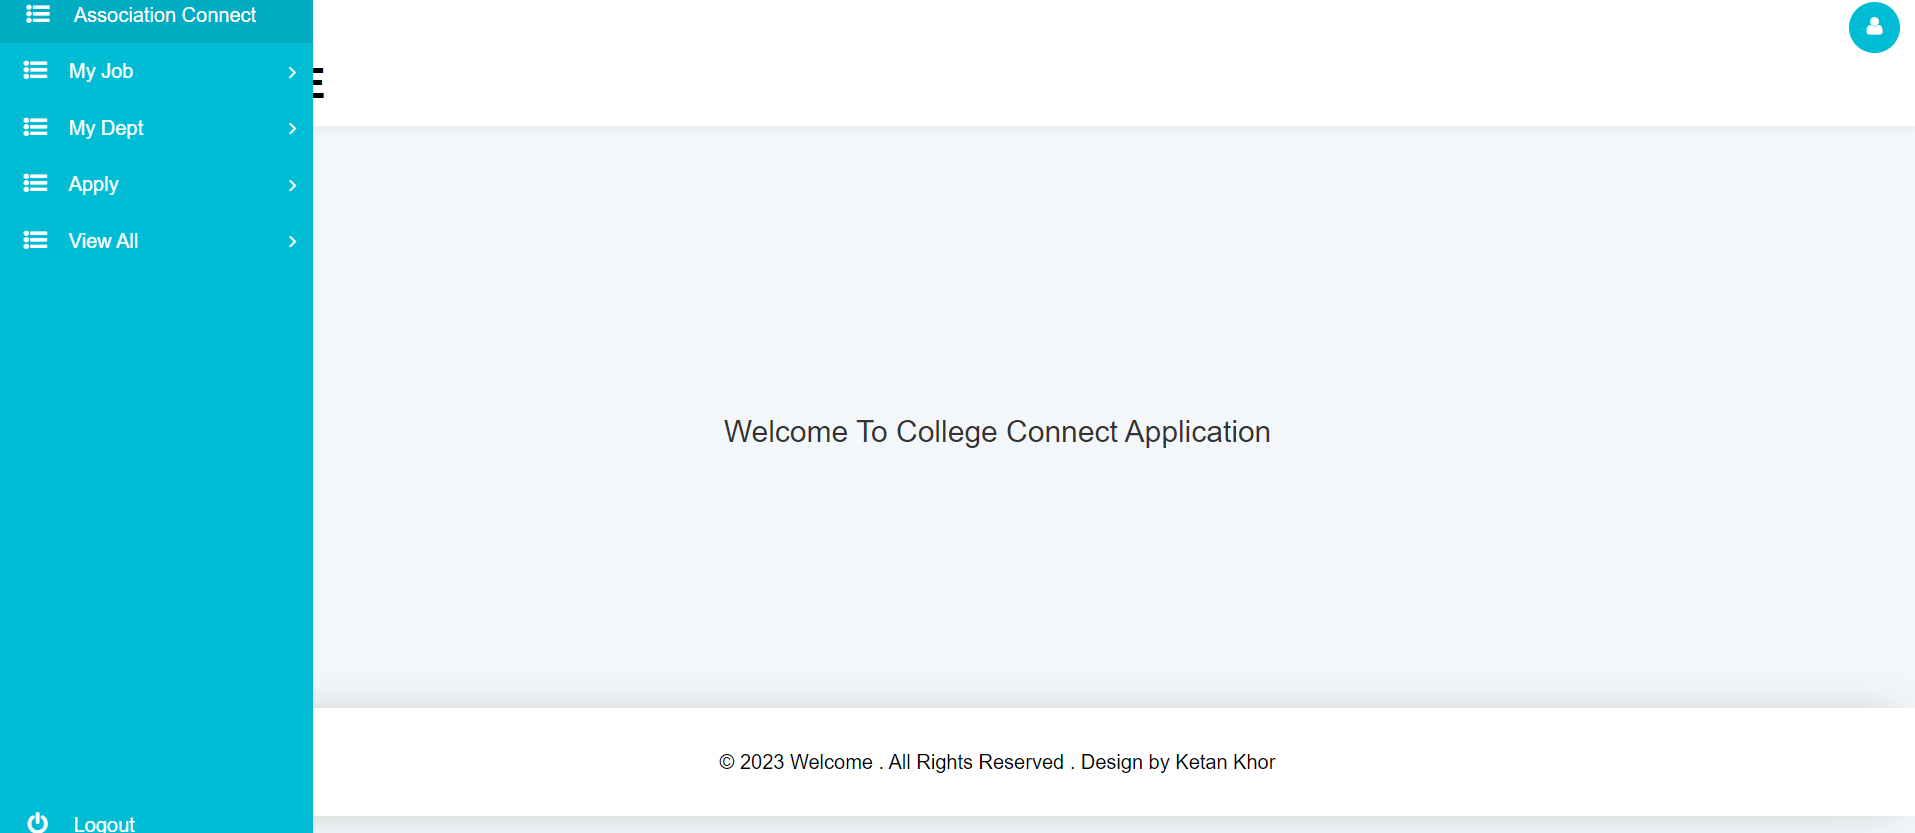 Association Connect
My Job
E
My Dept
Apply
View All
Welcome To College Connect Application
© 2023 Welcome . All Rights Reserved . Design by Ketan Khor
Logout